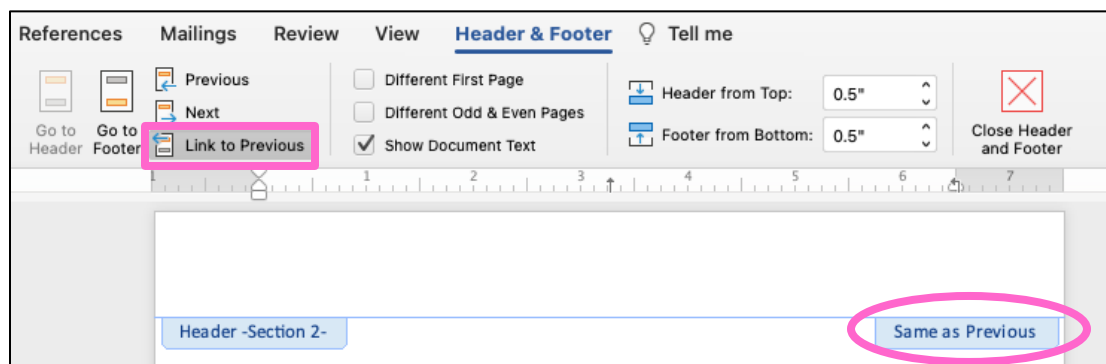 References Mailings Review View Header & Footer Tell me
Previous Different First Page Header from Top: 0.5"
Next Different Odd & Even Pages
Go to Header Go to Footer Link to Previous Show Document Text Footer from Bottom: 0.5" Close Header and Footer
1 1 2 3 4 5 6 7
Header -Section 2- Same as Previous